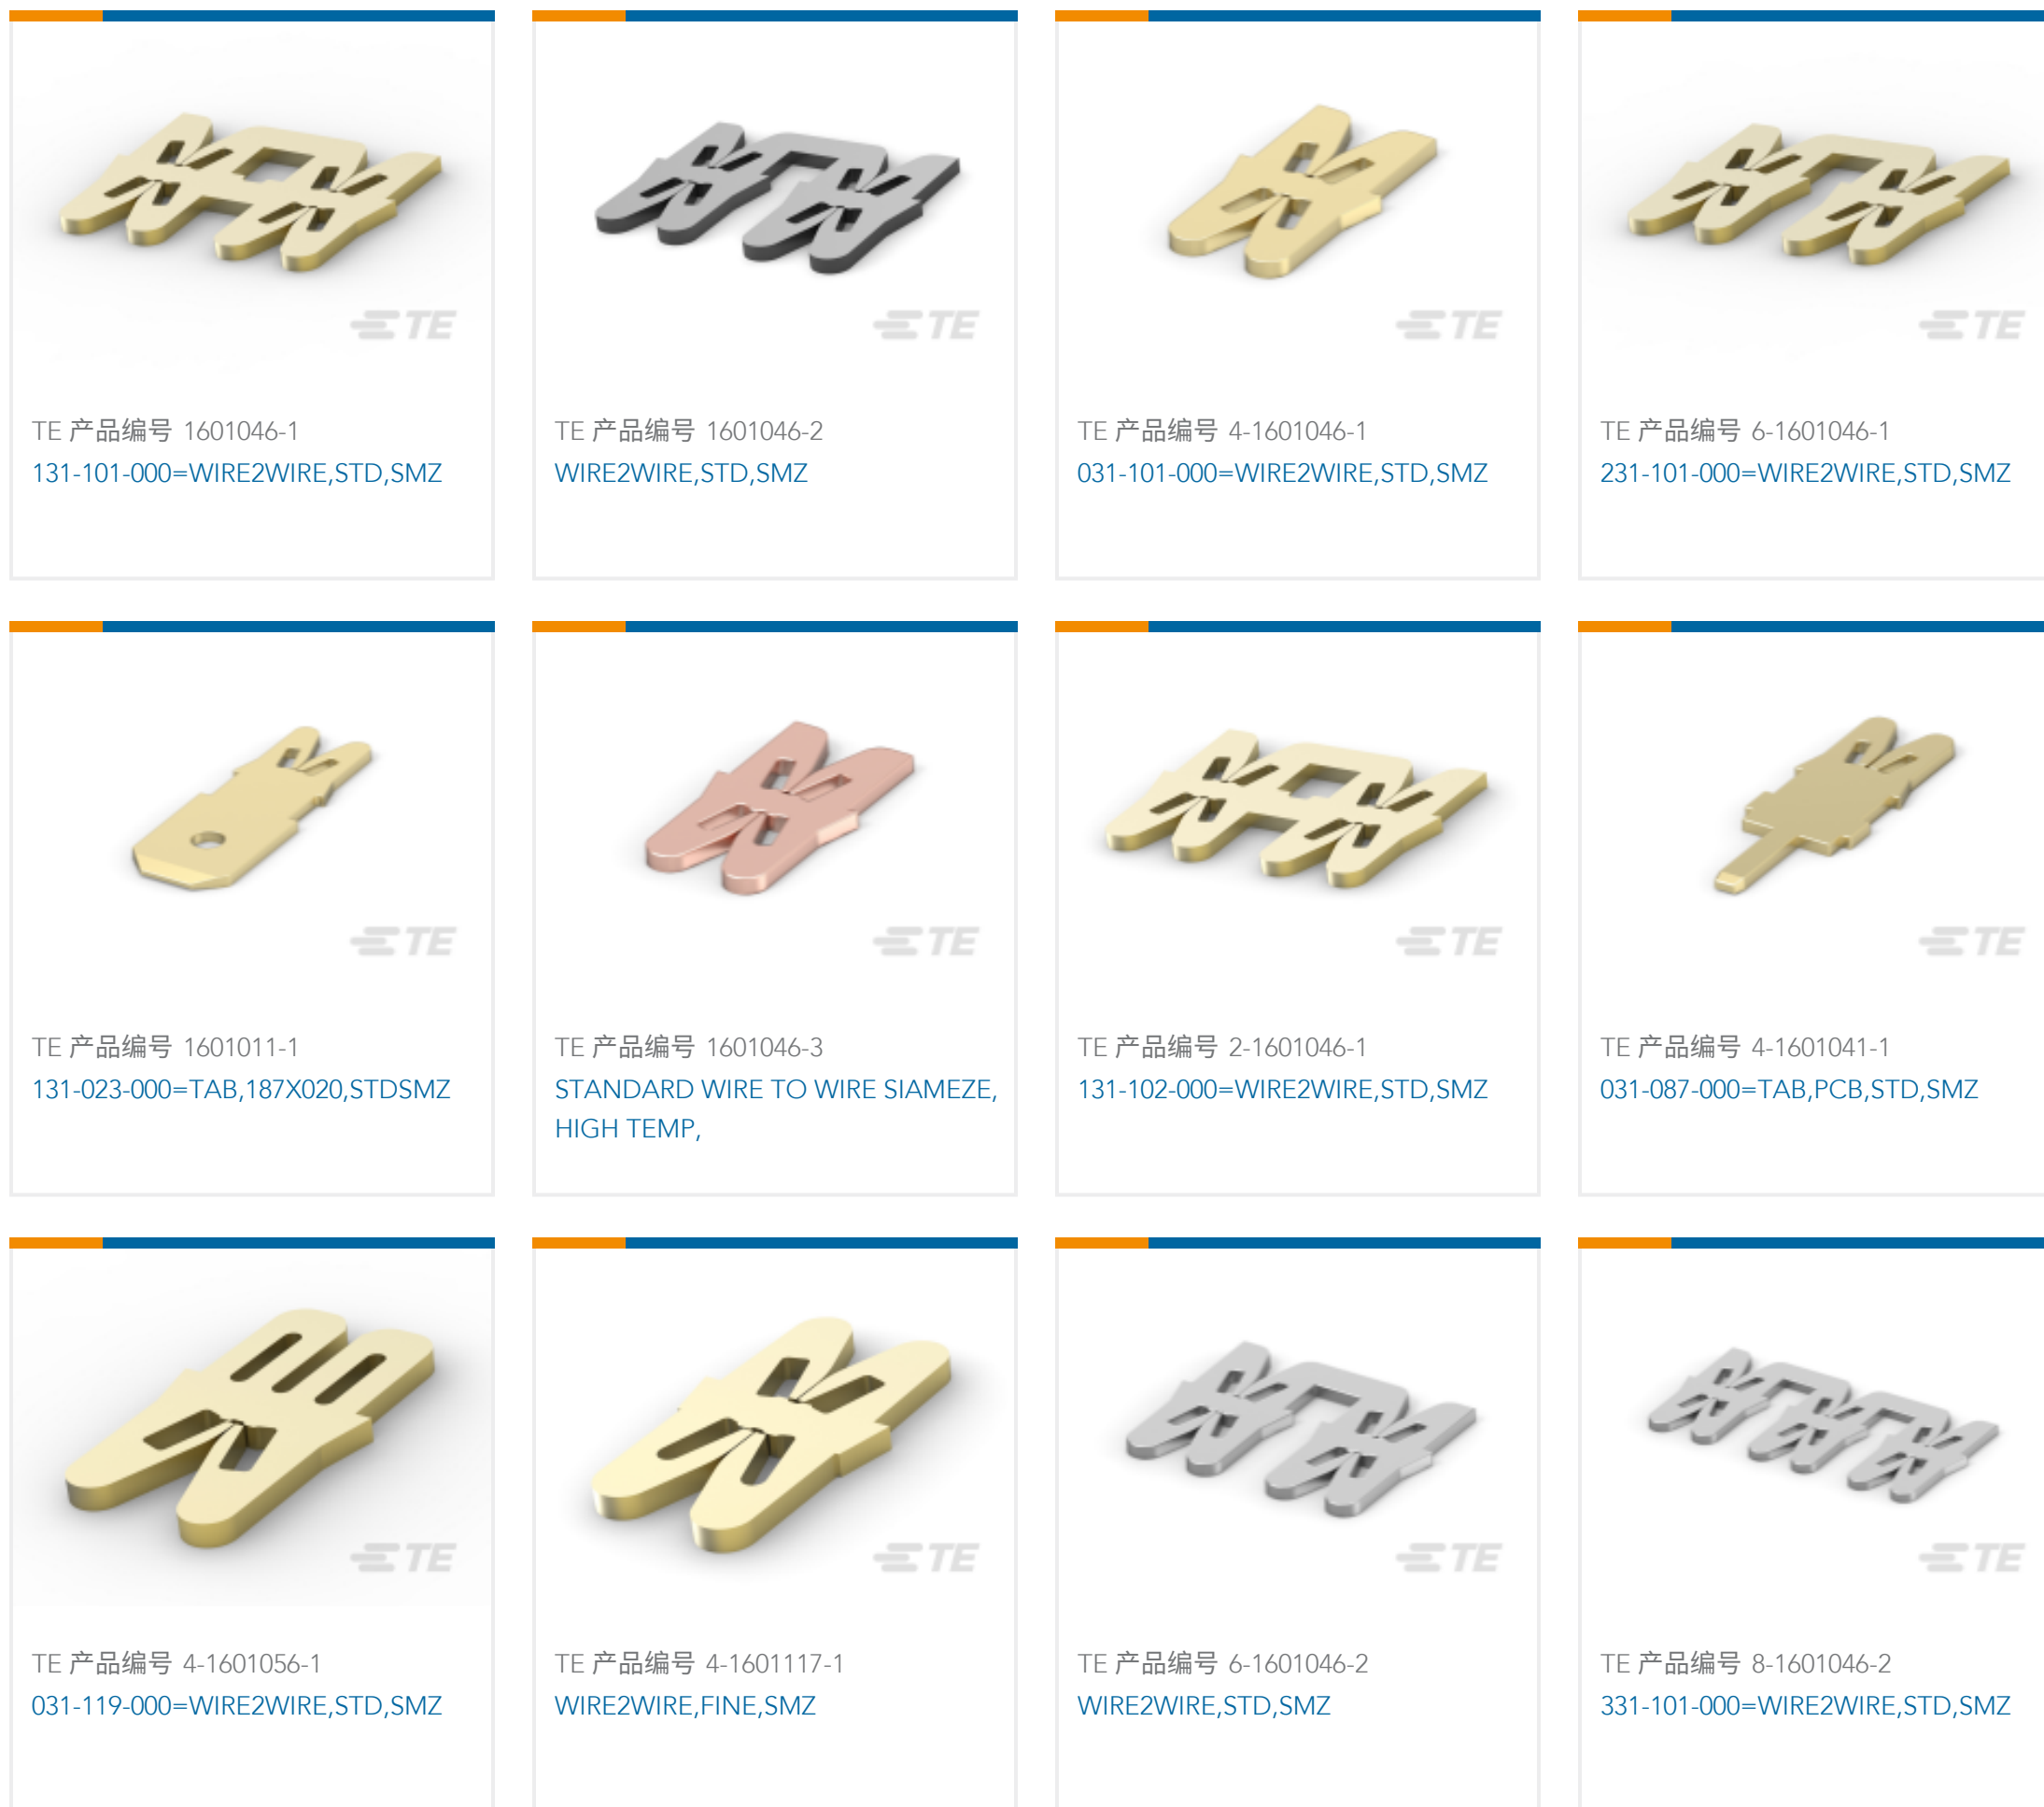 TE
TE
TE
TE
TE 产品编号 1601046-1
131-101-000=WIRE2WIRE,STD,SMZ
TE 产品编号 1601046-2
WIRE2WIRE,STD,SMZ
TE 产品编号 4-1601046-1
031-101-000=WIRE2WIRE,STD,SMZ
TE 产品编号 6-1601046-1
231-101-000=WIRE2WIRE,STD,SMZ
TE
TE
TE
TE
TE 产品编号 1601011-1
131-023-000=TAB,187X020,STDSMZ
TE 产品编号 1601046-3
STANDARD WIRE TO WIRE SIAMEZE,
HIGH TEMP,
TE 产品编号 2-1601046-1
131-102-000=WIRE2WIRE,STD,SMZ
TE 产品编号 4-1601041-1
031-087-000=TAB,PCB,STD,SMZ
TE
TE
TE
TE
TE 产品编号 4-1601056-1
031-119-000=WIRE2WIRE,STD,SMZ
TE 产品编号 4-1601117-1
WIRE2WIRE,FINE,SMZ
TE 产品编号 6-1601046-2
WIRE2WIRE,STD,SMZ
TE 产品编号 8-1601046-2
331-101-000=WIRE2WIRE,STD,SMZ